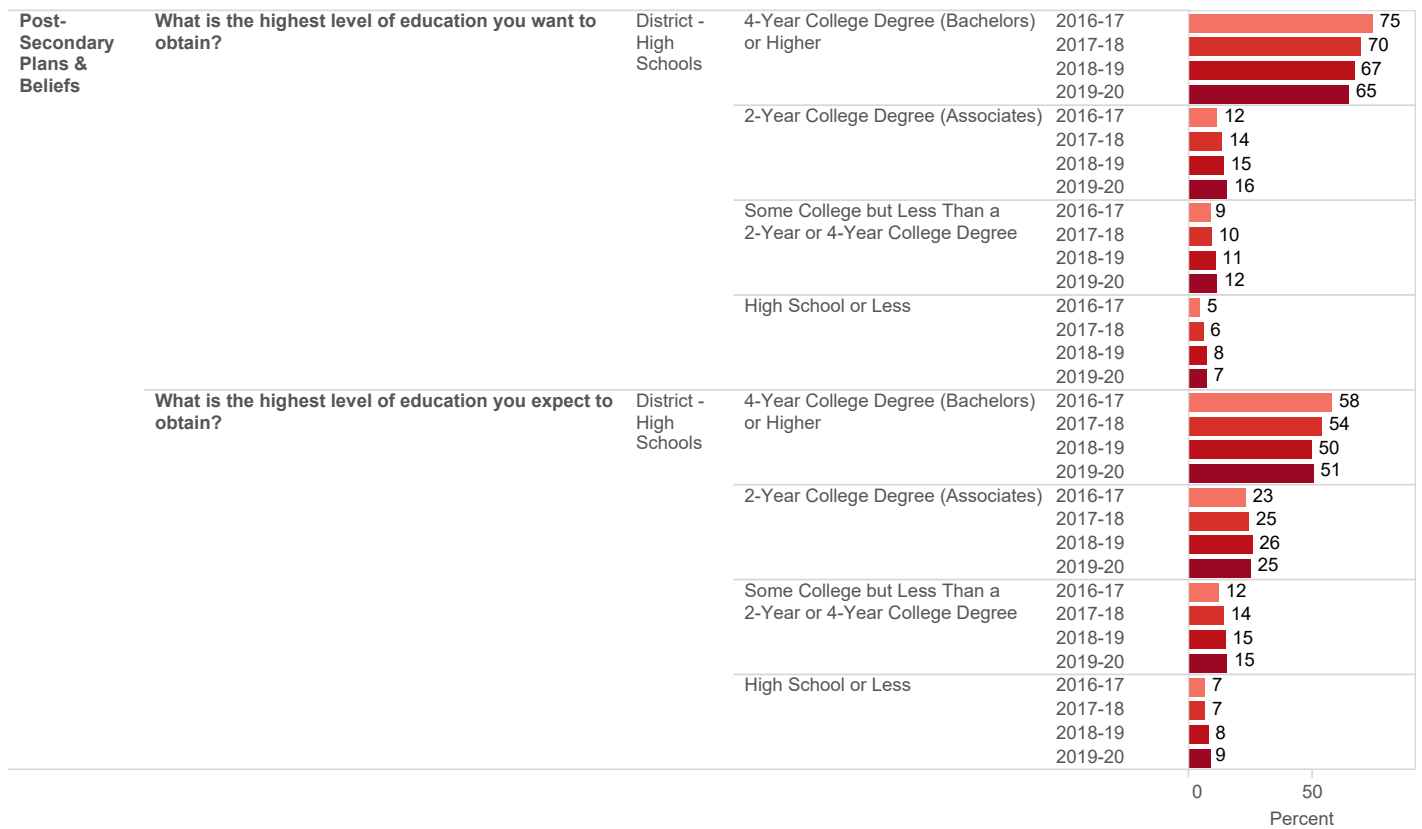 Post-
Secondary
Plans &
Beliefs
What is the highest level of education you want to
obtain?
District -
High
Schools
4-Year College Degree (Bachelors)
or Higher
2016-17 75
2017-18 70
2018-19 67
2019-20 65
2-Year College Degree (Associates)
2016-17 12
2017-18 14
2018-19 15
2019-20 16
Some College but Less Than a
2-Year or 4-Year College Degree
2016-17 9
2017-18 10
2018-19 11
2019-20 12
High School or Less
2016-17 5
2017-18 6
2018-19 8
2019-20 7
What is the highest level of education you expect to
obtain?
District -
High
Schools
4-Year College Degree (Bachelors)
or Higher
2016-17 58
2017-18 54
2018-19 50
2019-20 51
2-Year College Degree (Associates)
2016-17 23
2017-18 25
2018-19 26
2019-20 25
Some College but Less Than a
2-Year or 4-Year College Degree
2016-17 12
2017-18 14
2018-19 15
2019-20 15
High School or Less
2016-17 7
2017-18 7
2018-19 8
2019-20 9
0 50
Percent